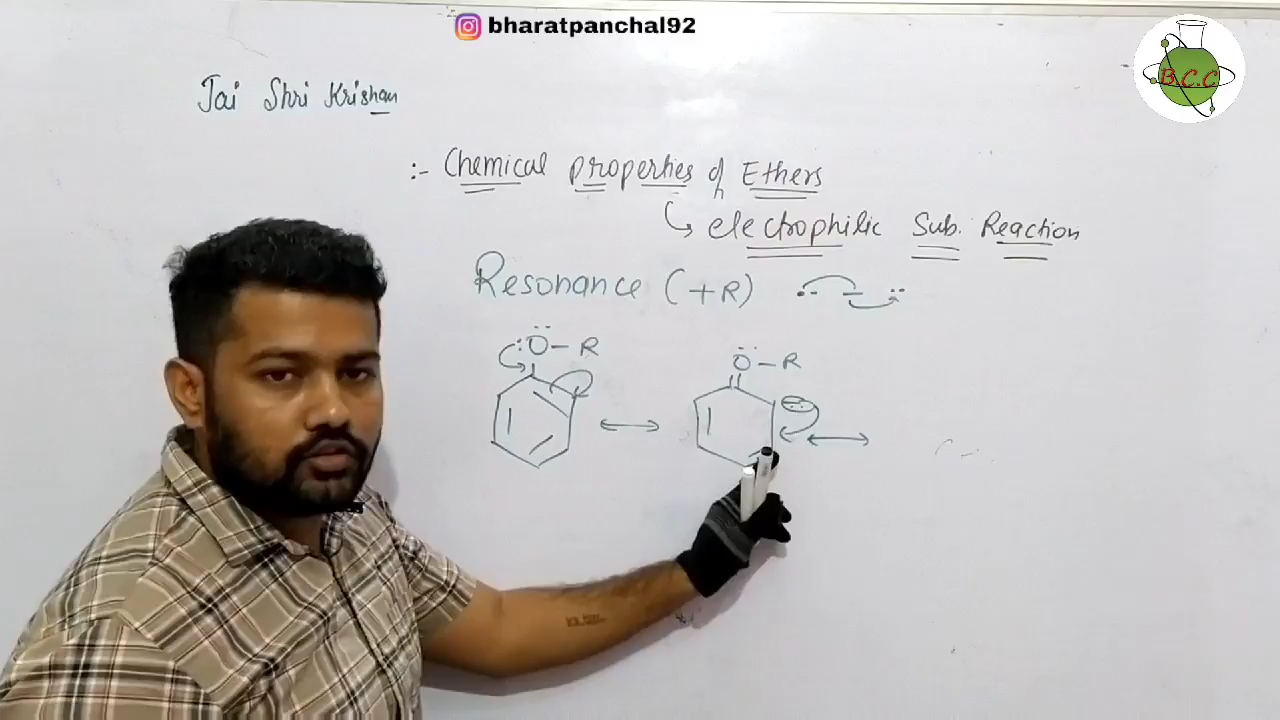 bharatpanchal92
B.C.C
Jai Shri Krishan
:- Chemical properties of Ethers
electrophilic Sub. Reaction
Resonance (+R)
:Ö – R
Ö – R